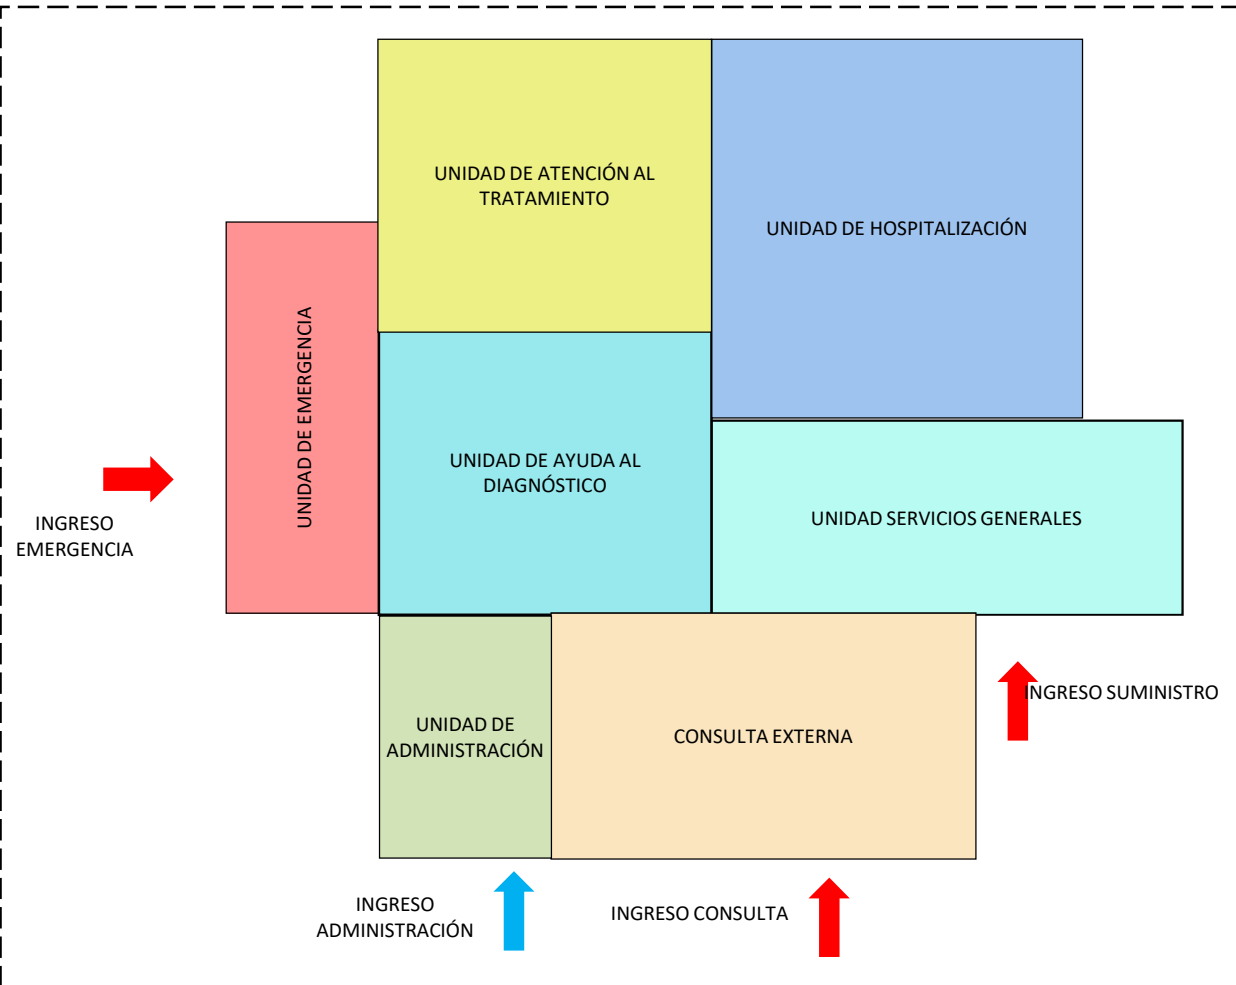 UNIDAD DE ATENCIÓN AL
TRATAMIENTO
UNIDAD DE HOSPITALIZACIÓN
UNIDAD DE EMERGENCIA
UNIDAD DE AYUDA AL
DIAGNÓSTICO
UNIDAD SERVICIOS GENERALES
INGRESO
EMERGENCIA
UNIDAD DE
ADMINISTRACIÓN
CONSULTA EXTERNA
INGRESO SUMINISTRO
INGRESO
ADMINISTRACIÓN
INGRESO CONSULTA